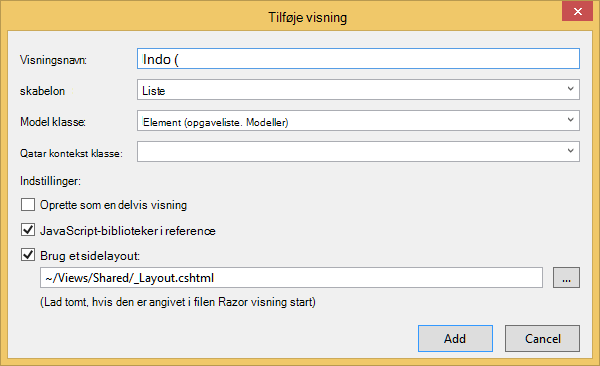 Tilføje visning
Visningsnavn: Indo (
skabelon Liste
Model klasse: Element (opgaveliste. Modeller)
Qatar kontekst klasse:
Indstillinger:
Oprette som en delvis visning
JavaScript-biblioteker i reference
Brug et sidelayout:
~/Views/Shared/_Layout.cshtml ...
(Lad tomt, hvis den er angivet i filen Razor visning start)
Add Cancel